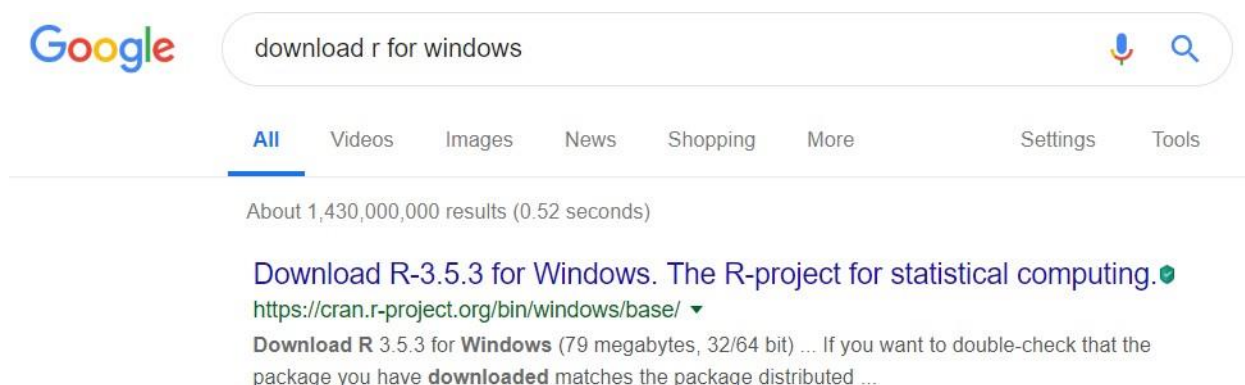 Google download r for windows
All Videos Images News Shopping More Settings Tools
About 1,430,000,000 results (0.52 seconds)
Download R-3.5.3 for Windows. The R-project for statistical computing.
https://cran.r-project.org/bin/windows/base/
Download R 3.5.3 for Windows (79 megabytes, 32/64 bit) ... If you want to double-check that the
package you have downloaded matches the package distributed ...